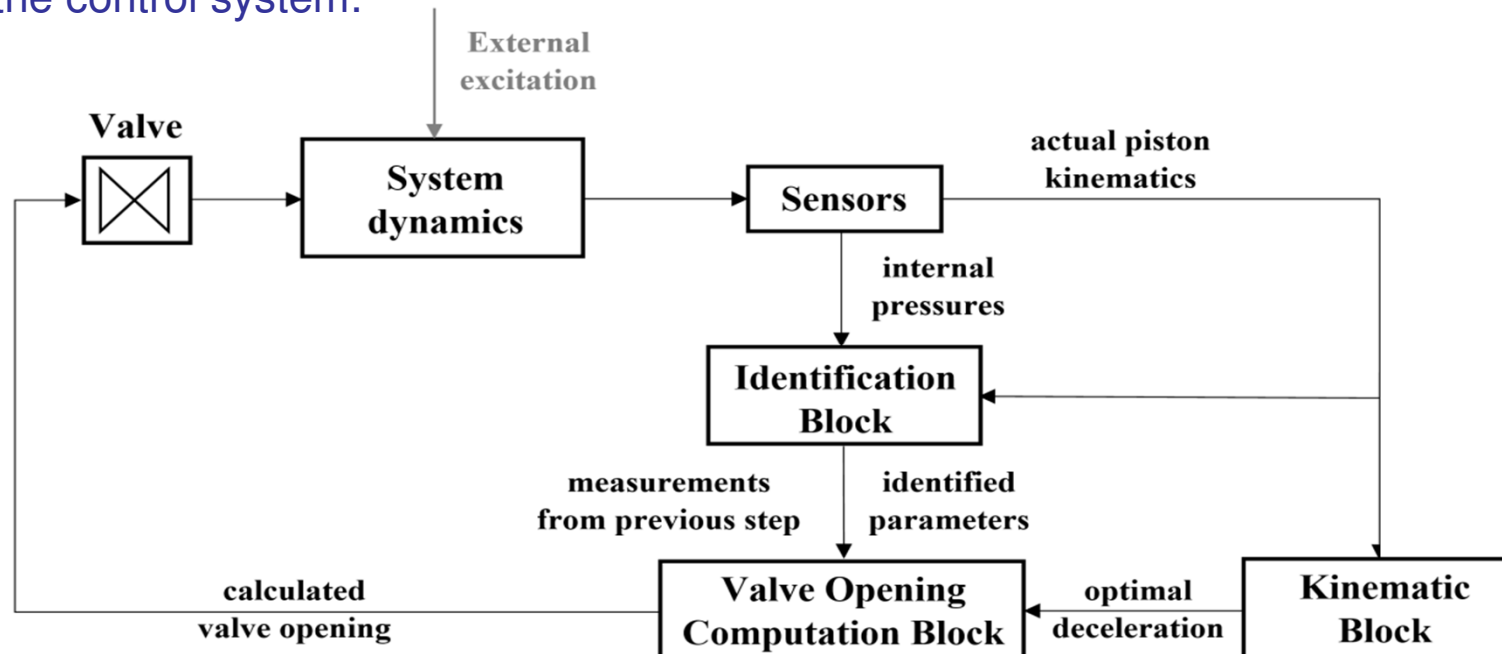 the control system.
External
excitation
Valve
System
dynamics
Sensors
actual piston
kinematics
internal
pressures
Identification
Block
measurements
from previous step
identified
parameters
calculated
valve opening
Valve Opening
Computation Block
optimal
deceleration
Kinematic
Block